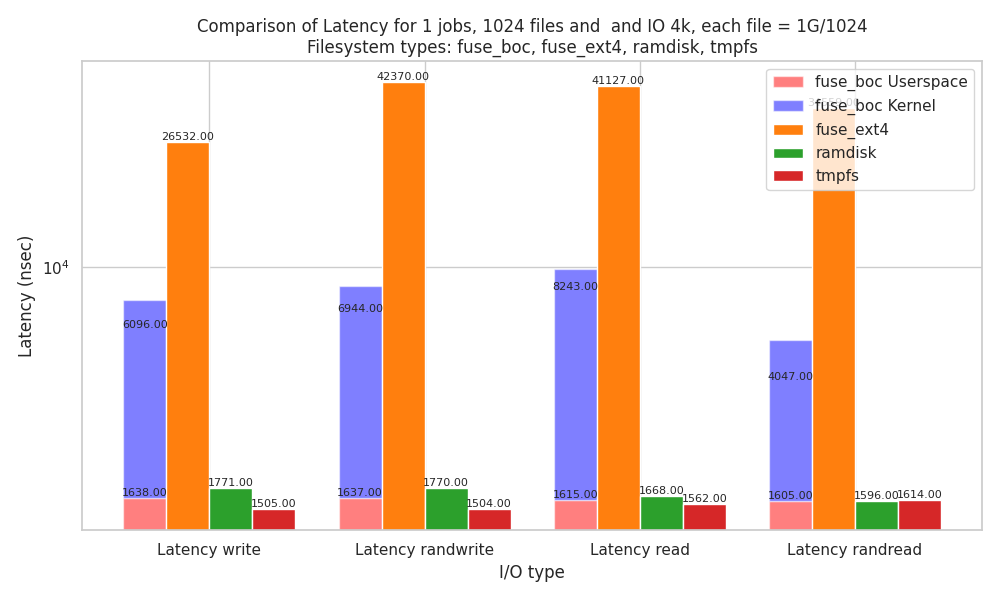 Comparison of Latency for 1 jobs, 1024 files and  and IO 4k, each file = 1G/1024
Filesystem types: fuse_boc, fuse_ext4, ramdisk, tmpfs
fuse_boc Userspace
fuse_boc Kernel
fuse_ext4
ramdisk
tmpfs
Latency (nsec)
10^4
26532.00
42370.00
41127.00
6096.00
6944.00
8243.00
4047.00
1638.00
1771.00
1505.00
1637.00
1770.00
1504.00
1615.00
1668.00
1562.00
1605.00
1596.00
1614.00
Latency write
Latency randwrite
Latency read
Latency randread
I/O type